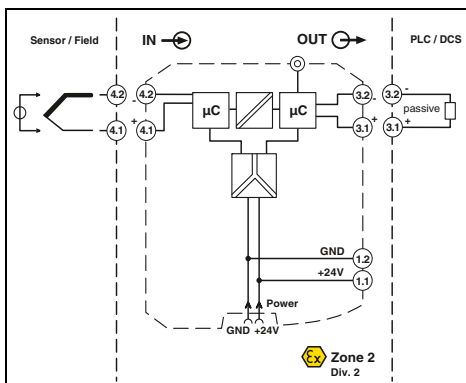 Sensor / Field
IN
OUT
PLC / DCS
4.2
4.2
-
µC
µC
3.2
-
3.2
-
passive
4.1
+
4.1
3.1
+
3.1
+
GND
1.2
+24V
1.1
Power
GND +24V
Ex Zone 2
Div. 2